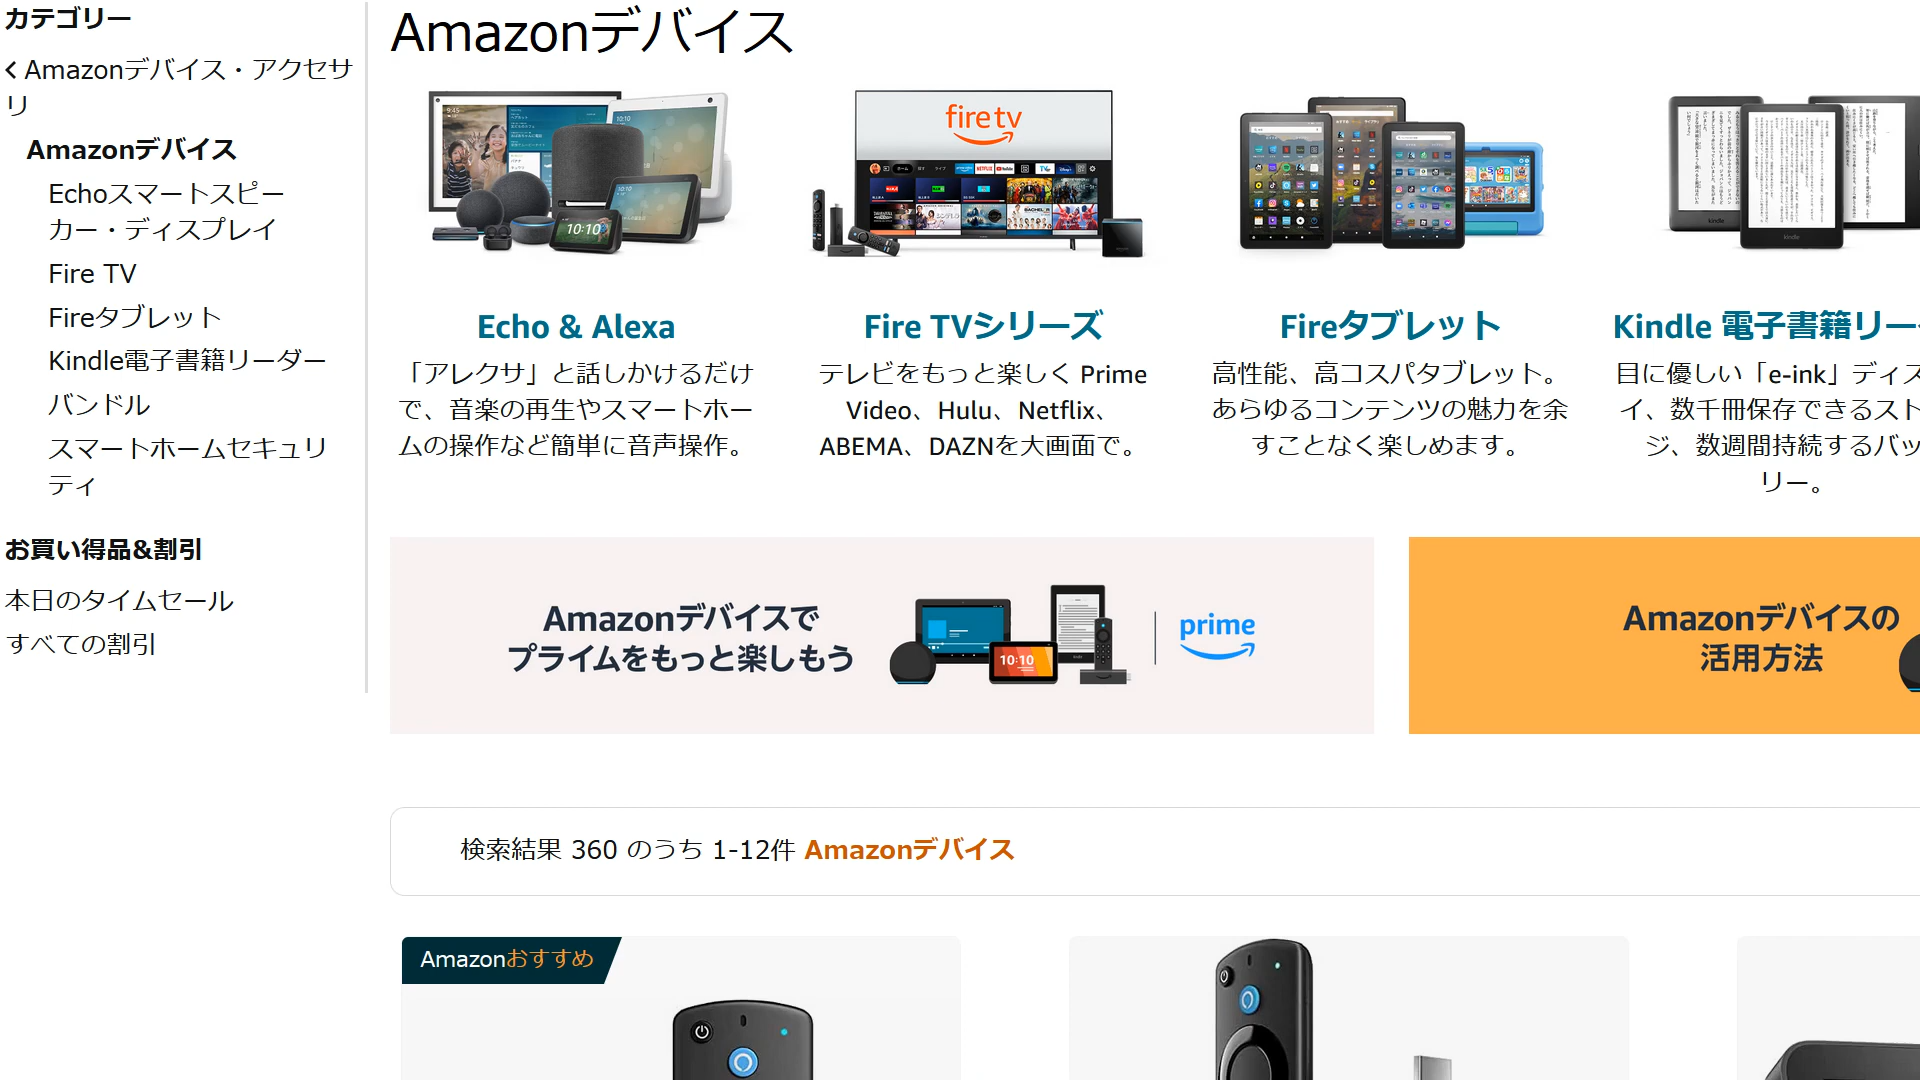 カテゴリー
Amazonデバイス・アクセサ
リ
Amazonデバイス
Echoスマートスピー
カー・ディスプレイ
Fire TV
Fireタブレット
Kindle電子書籍リーダー
バンドル
スマートホームセキュリ
ティ
お買い得品&割引
本日のタイムセール
すべての割引
Amazonデバイス
fire tv
Echo & Alexa
「アレクサ」と話しかけるだけ
で、音楽の再生やスマートホー
ムの操作など簡単に音声操作。
Fire TVシリーズ
テレビをもっと楽しく Prime
Video、Hulu、Netflix、
ABEMA、DAZNを大画面で。
Fireタブレット
高性能、高コスパタブレット。
あらゆるコンテンツの魅力を余
すことなく楽しめます。
Kindle 電子書籍リー
目に優しい「e-ink」ディス
イ、数千冊保存できるスト
ジ、数週間持続するバッ
リー。
Amazonデバイスで
プライムをもっと楽しもう
10:10
prime
Amazonデバイスの
活用方法
検索結果 360 のうち 1-12件 Amazonデバイス
Amazonおすすめ